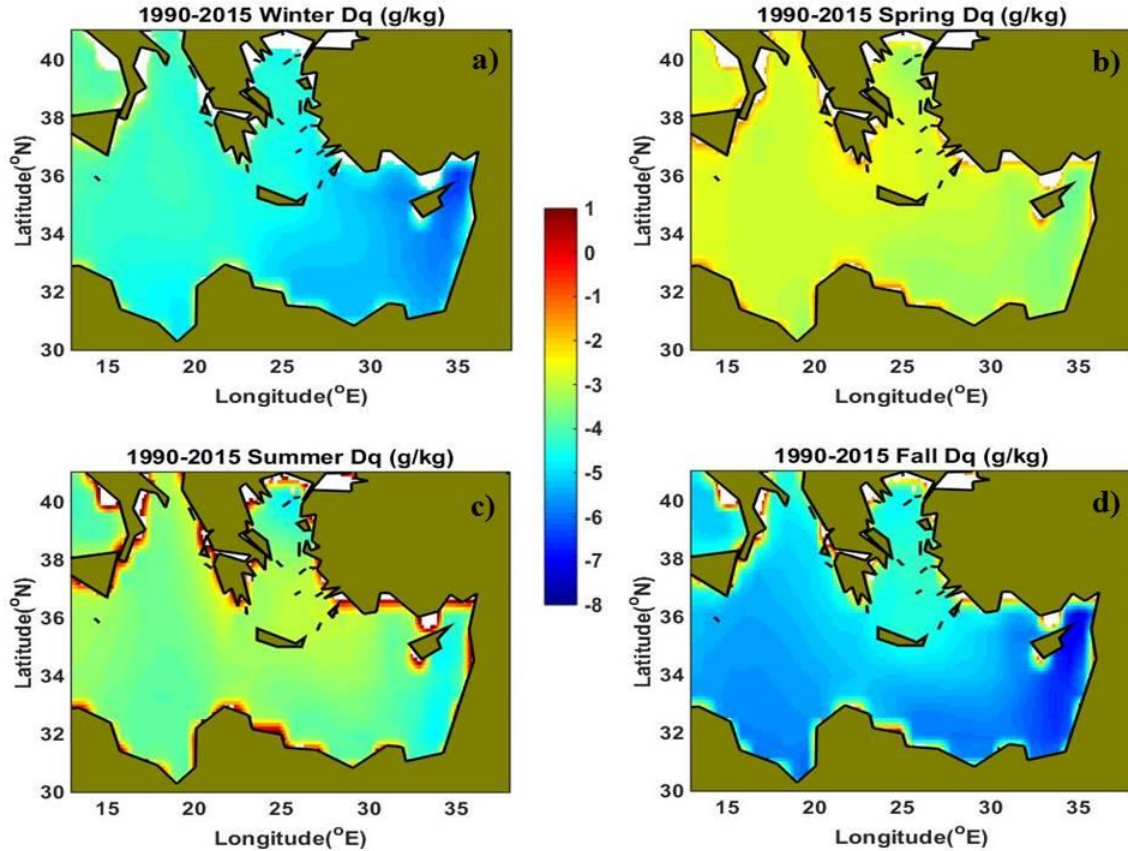 1990-2015 Winter Dq (g/kg)
a)
40
38
36
34
32
30
Latitude(°N)
15 20 25 30 35
Longitude(°E)
1990-2015 Spring Dq (g/kg)
b)
40
38
36
34
32
30
Latitude(°N)
15 20 25 30 35
Longitude(°E)
1
0
-1
-2
-3
-4
-5
-6
-7
-8
1990-2015 Summer Dq (g/kg)
c)
40
38
36
34
32
30
Latitude(°N)
15 20 25 30 35
Longitude(°E)
1990-2015 Fall Dq (g/kg)
d)
40
38
36
34
32
30
Latitude(°N)
15 20 25 30 35
Longitude(°E)